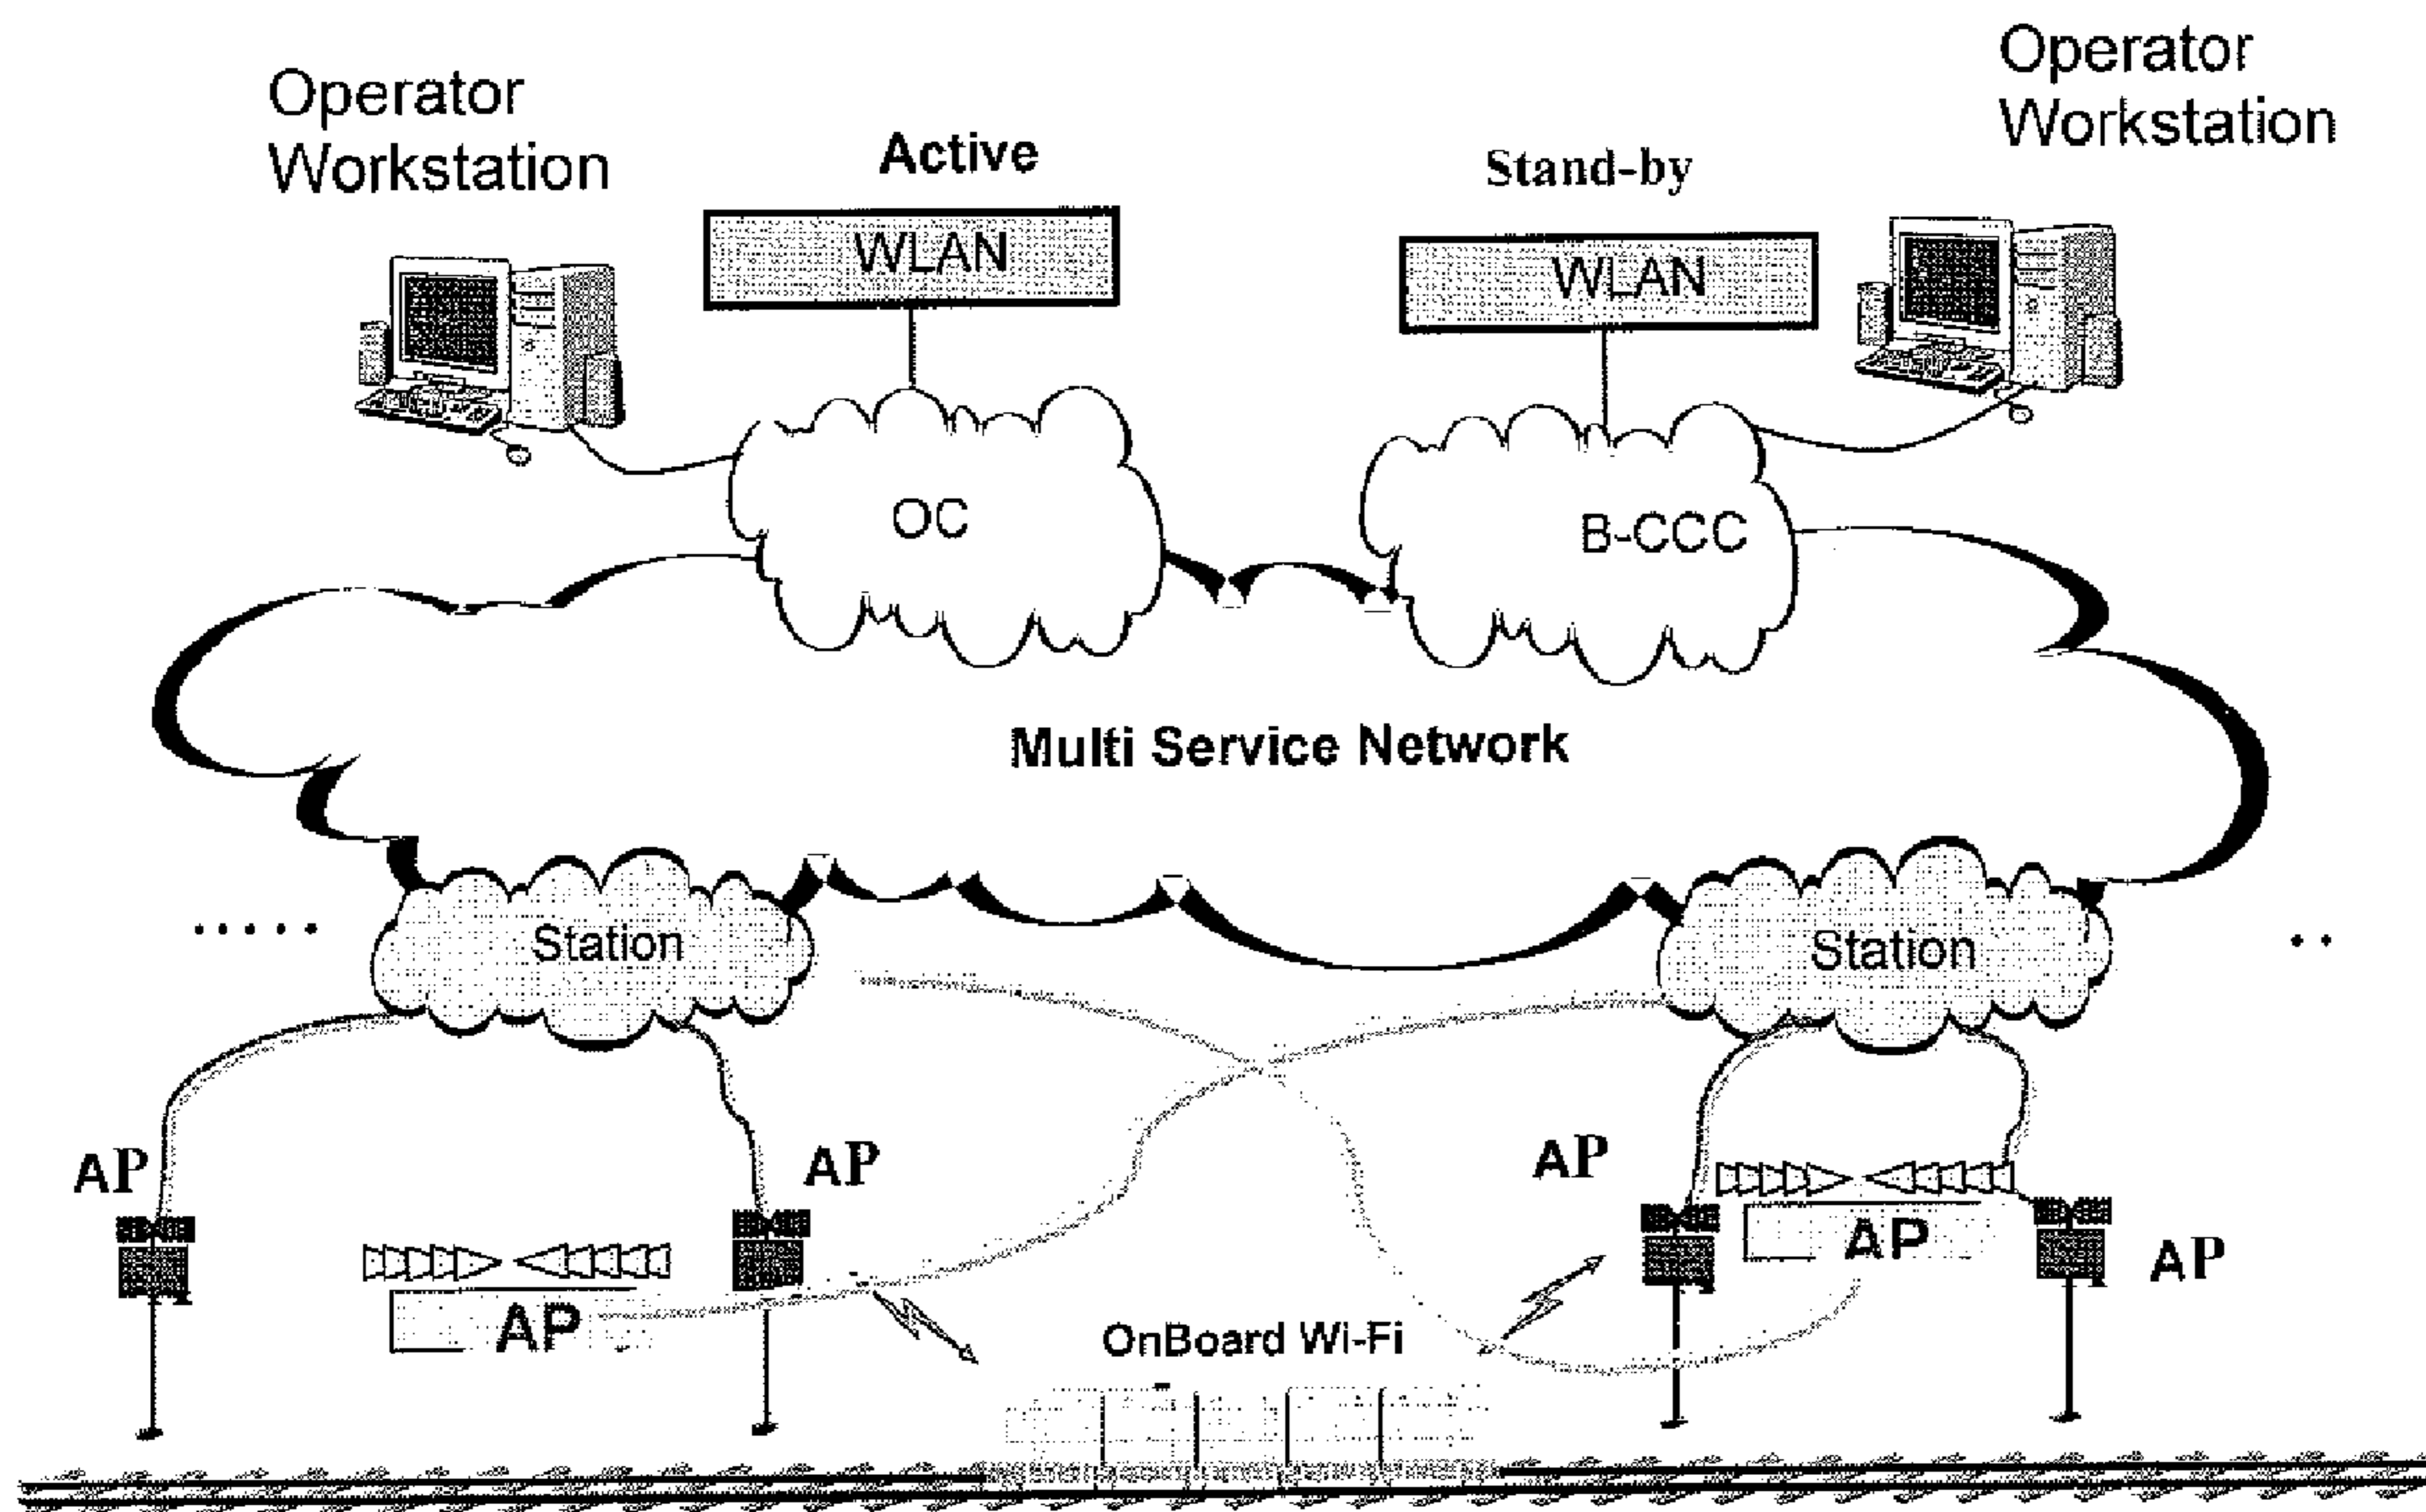 Operator
Workstation
Active
Stand-by
Operator
Workstation
WLAN
WLAN
OC
B-CCC
Multi Service Network
Station
Station
AP
AP
AP
AP
AP
AP
OnBoard Wi-Fi